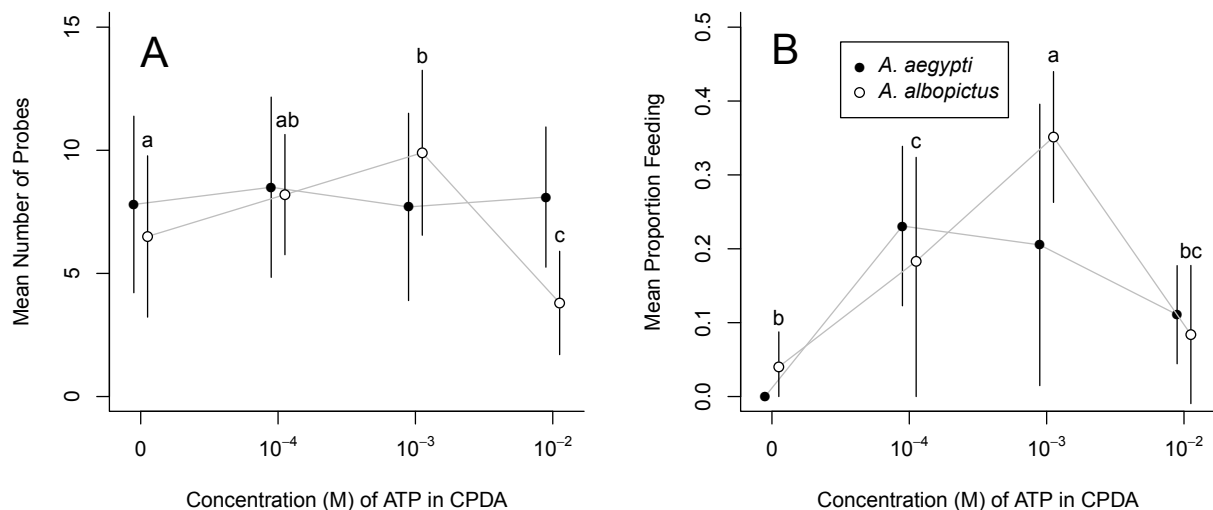 A
Mean Number of Probes
15
10
5
0
a
ab
b
c
0
10⁻⁴
10⁻³
10⁻²
Concentration (M) of ATP in CPDA
B
A. aegypti
A. albopictus
Mean Proportion Feeding
0.5
0.4
0.3
0.2
0.1
0.0
b
c
a
bc
0
10⁻⁴
10⁻³
10⁻²
Concentration (M) of ATP in CPDA